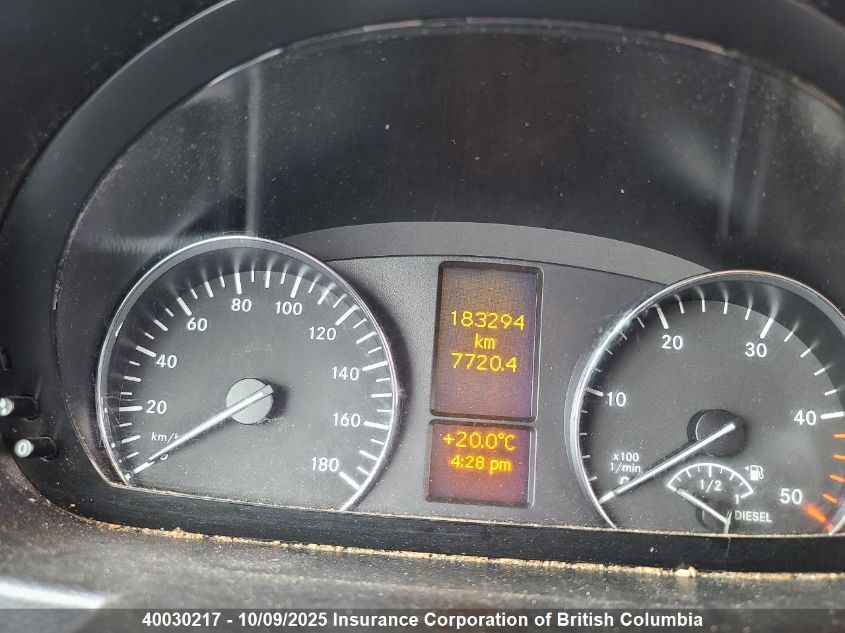 20
40
60
80
100
120
140
160
180
km/h
183294
km
7720.4
+20.0°C
4:28 pm
10
20
30
40
50
x100
1/min
1/2
1
DIESEL
0
40030217 - 10/09/2025 Insurance Corporation of British Columbia